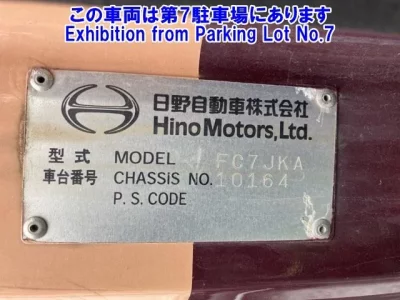 この車両は第7駐車場にあります
Exhibition from Parking Lot No.7
日野自動車株式会社
Hino Motors, Ltd.
型式 MODEL FC7JKA
車台番号 CHASSIS NO. 10164
P. S. CODE